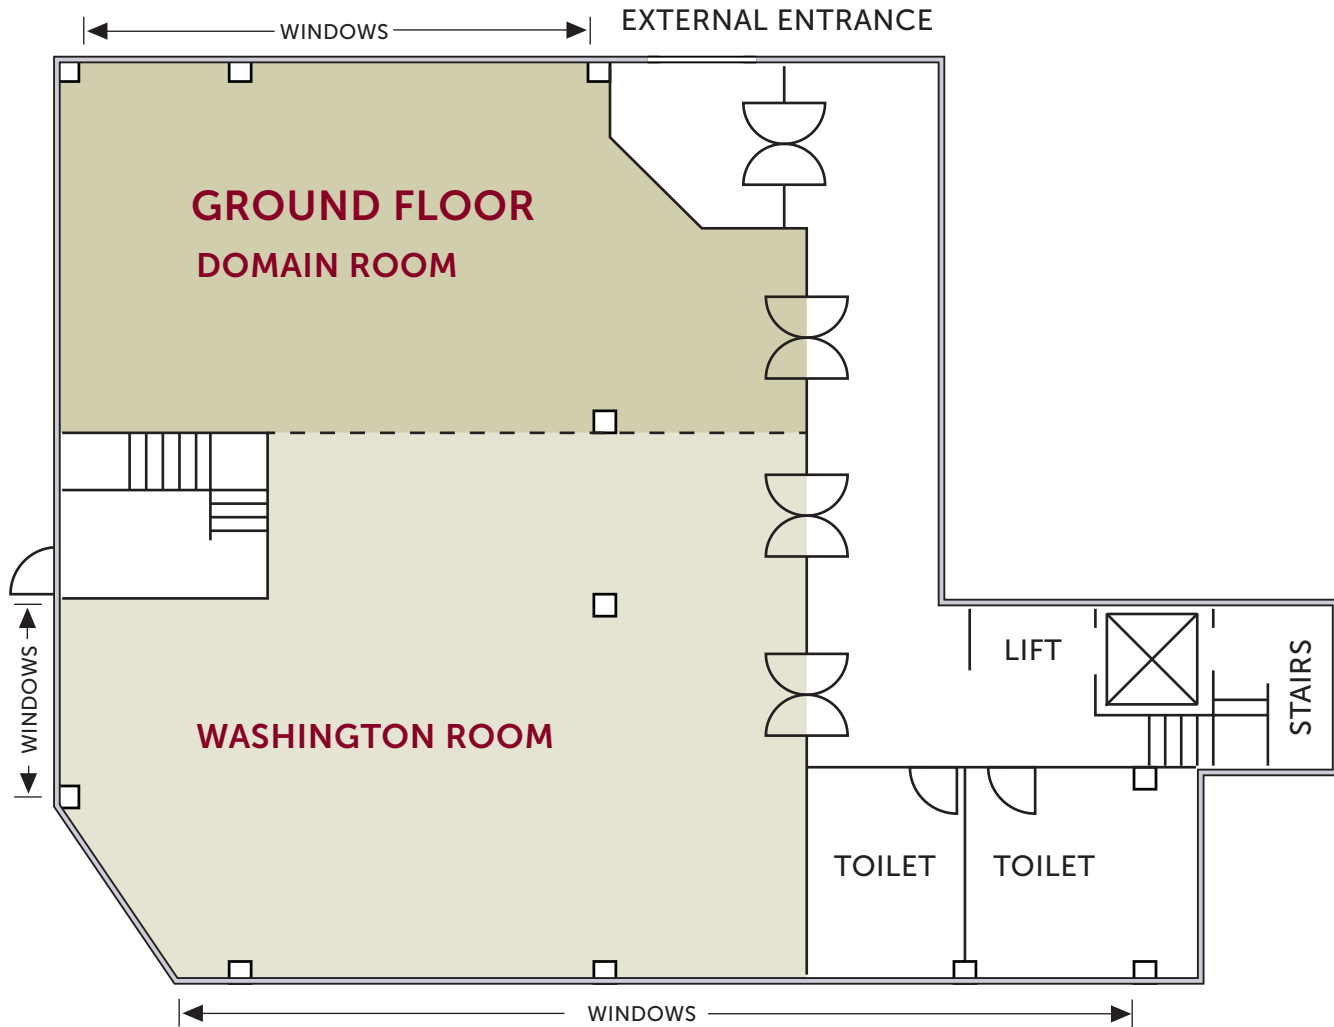 EXTERNAL ENTRANCE
WINDOWS
GROUND FLOOR
DOMAIN ROOM
WINDOWS
LIFT
STAIRS
WASHINGTON ROOM
TOILET
TOILET
WINDOWS